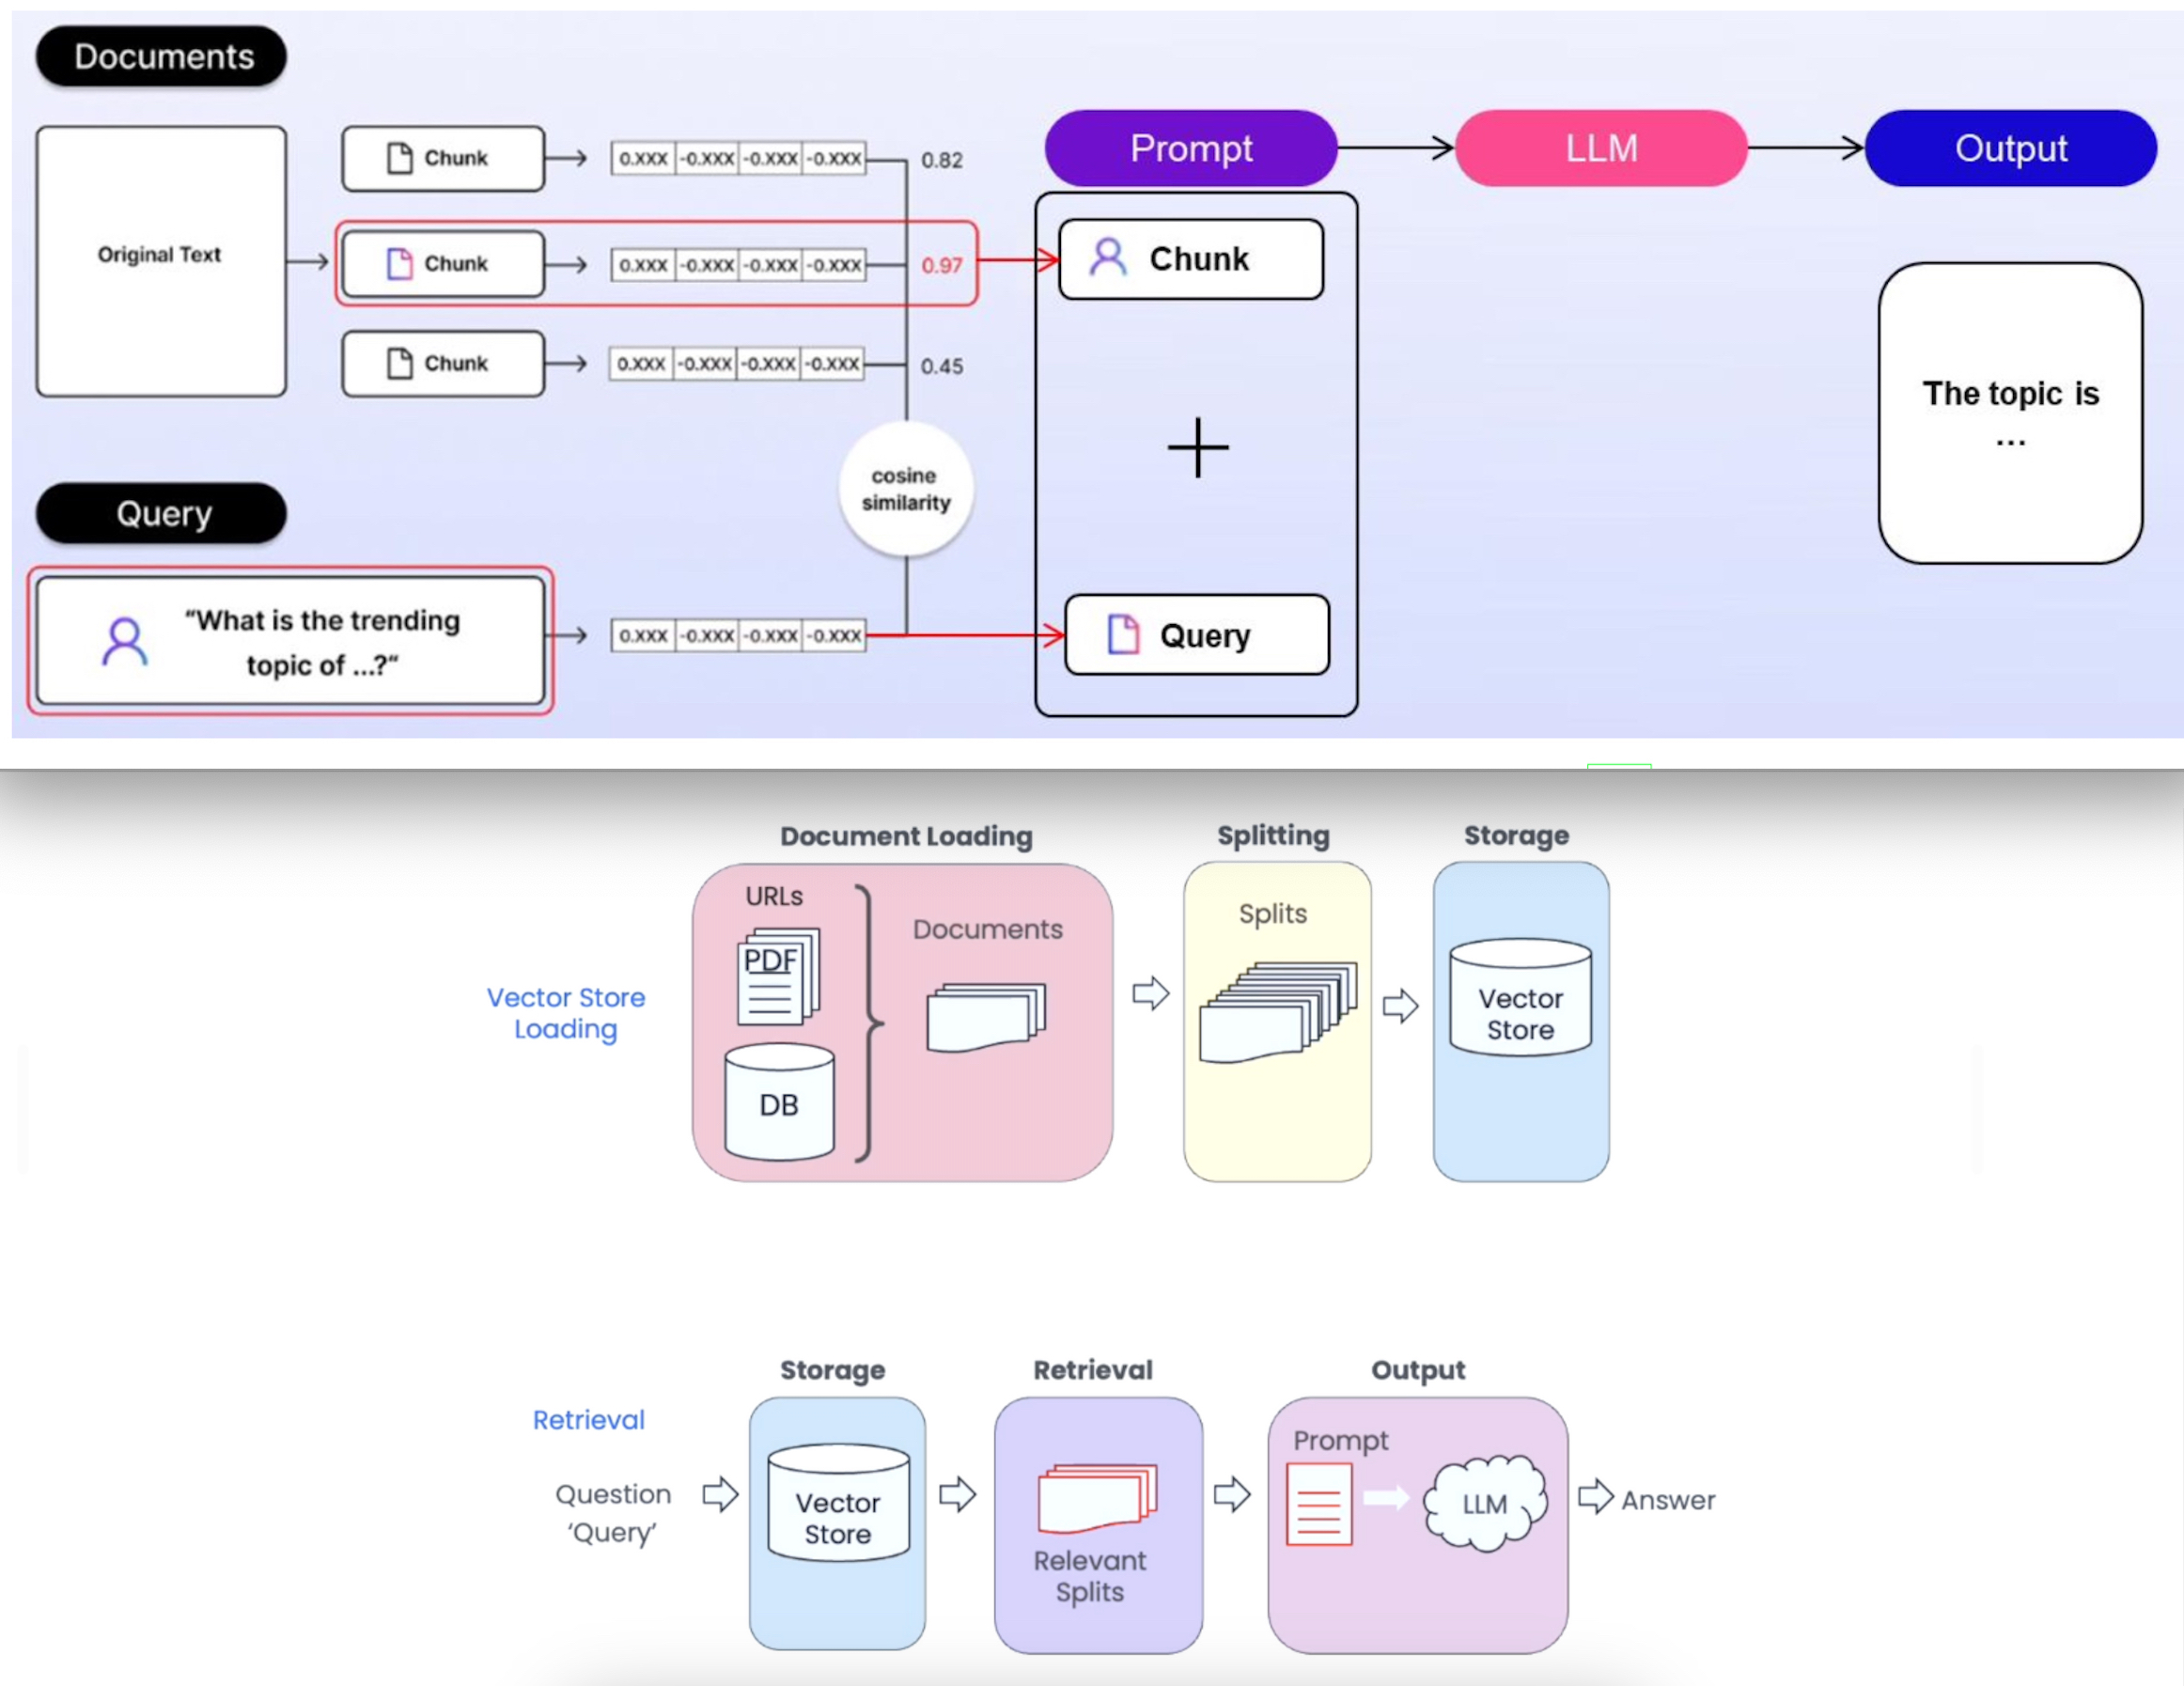 Documents
Original Text
Chunk
0.XXX -0.XXX -0.XXX -0.XXX
0.82
Chunk
0.XXX -0.XXX -0.XXX -0.XXX
0.97
Chunk
0.XXX -0.XXX -0.XXX -0.XXX
0.45
cosine
similarity
Query
“What is the trending
topic of ...?“
0.XXX -0.XXX -0.XXX -0.XXX
Prompt
LLM
Output
Chunk
+
Query
The topic is
...
Vector Store
Loading
Document Loading
URLs
PDF
DB
Documents
Splitting
Splits
Storage
Vector
Store
Retrieval
Question
‘Query’
Storage
Vector
Store
Retrieval
Relevant
Splits
Output
Prompt
LLM
Answer